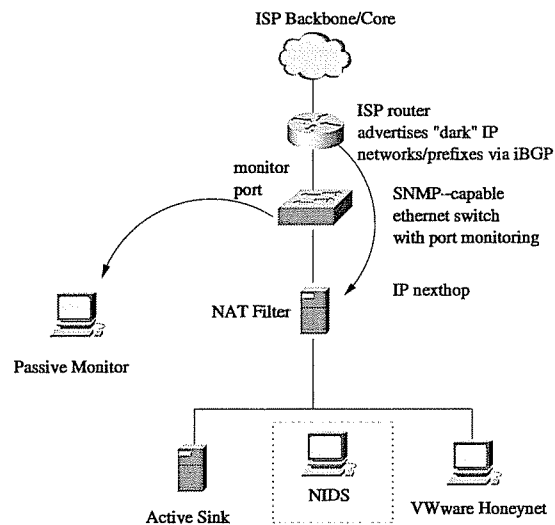 ISP Backbone/Core
ISP router
advertises "dark" IP
networks/prefixes via iBGP
monitor
port
SNMP--capable
ethernet switch
with port monitoring
IP nexthop
NAT Filter
Passive Monitor
Active Sink
NIDS
VWware Honeynet